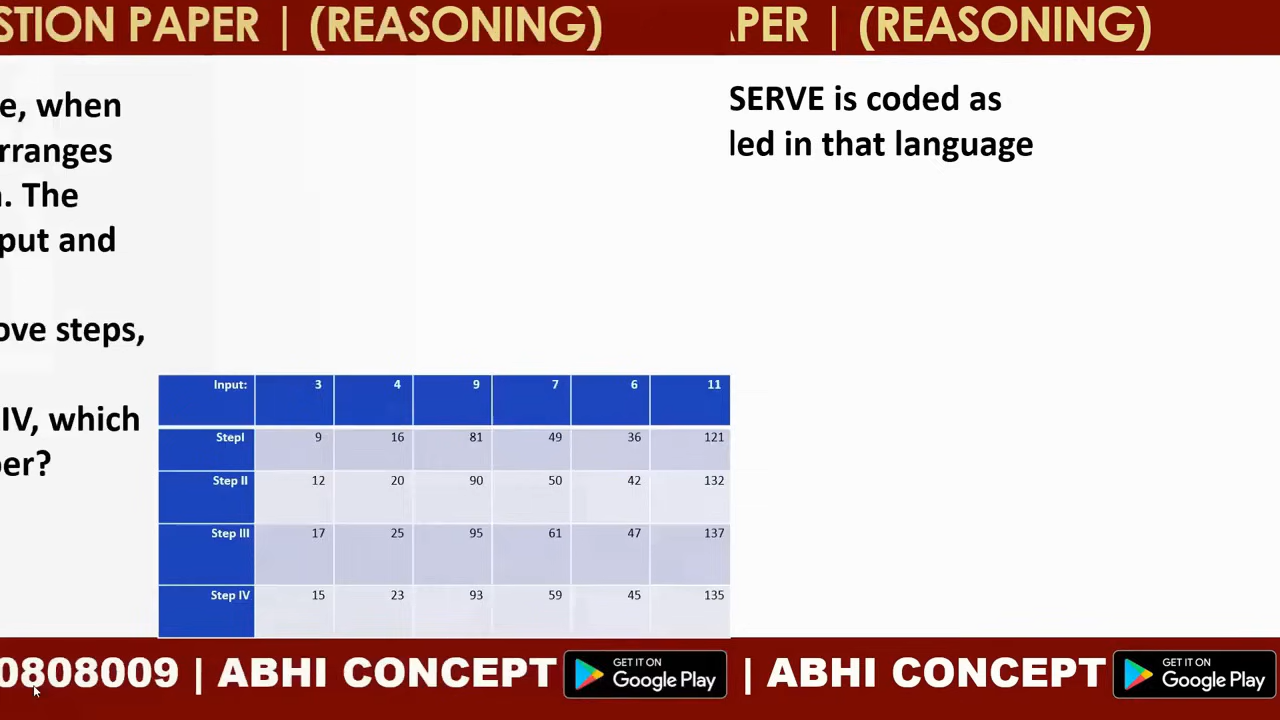 STION PAPER | (REASONING)
PER | (REASONING)
e, when
rranges
. The
put and
ove steps,
IV, which
er?
SERVE is coded as
led in that language
Input: 3 4 9 7 6 11
StepI 9 16 81 49 36 121
Step II 12 20 90 50 42 132
Step III 17 25 95 61 47 137
Step IV 15 23 93 59 45 135
0808009 | ABHI CONCEPT
GET IT ON
Google Play
| ABHI CONCEPT
GET IT ON
Google Play